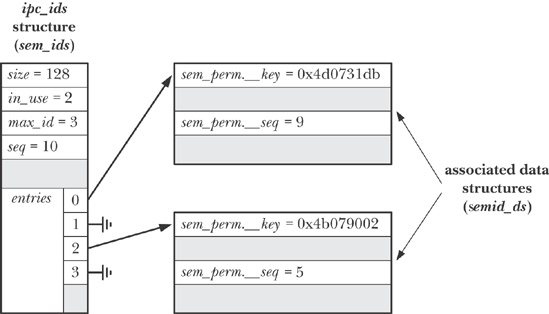 ipc_ids
structure
(sem_ids)
size = 128
in_use = 2
max_id = 3
seq = 10
entries
0
1
2
3
sem_perm.__key = 0x4d0731db
sem_perm.__seq = 9
sem_perm.__key = 0x4b079002
sem_perm.__seq = 5
associated data
structures
(semid_ds)